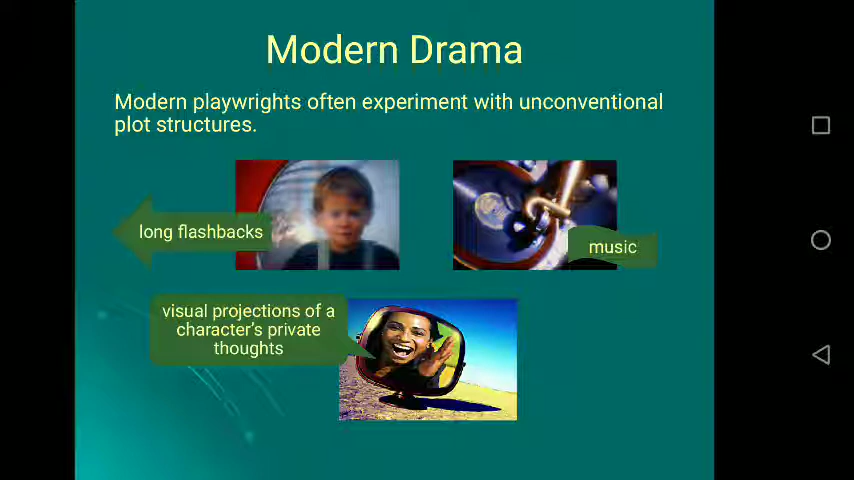 Modern Drama
Modern playwrights often experiment with unconventional
plot structures.
long flashbacks
music
visual projections of a
character's private
thoughts